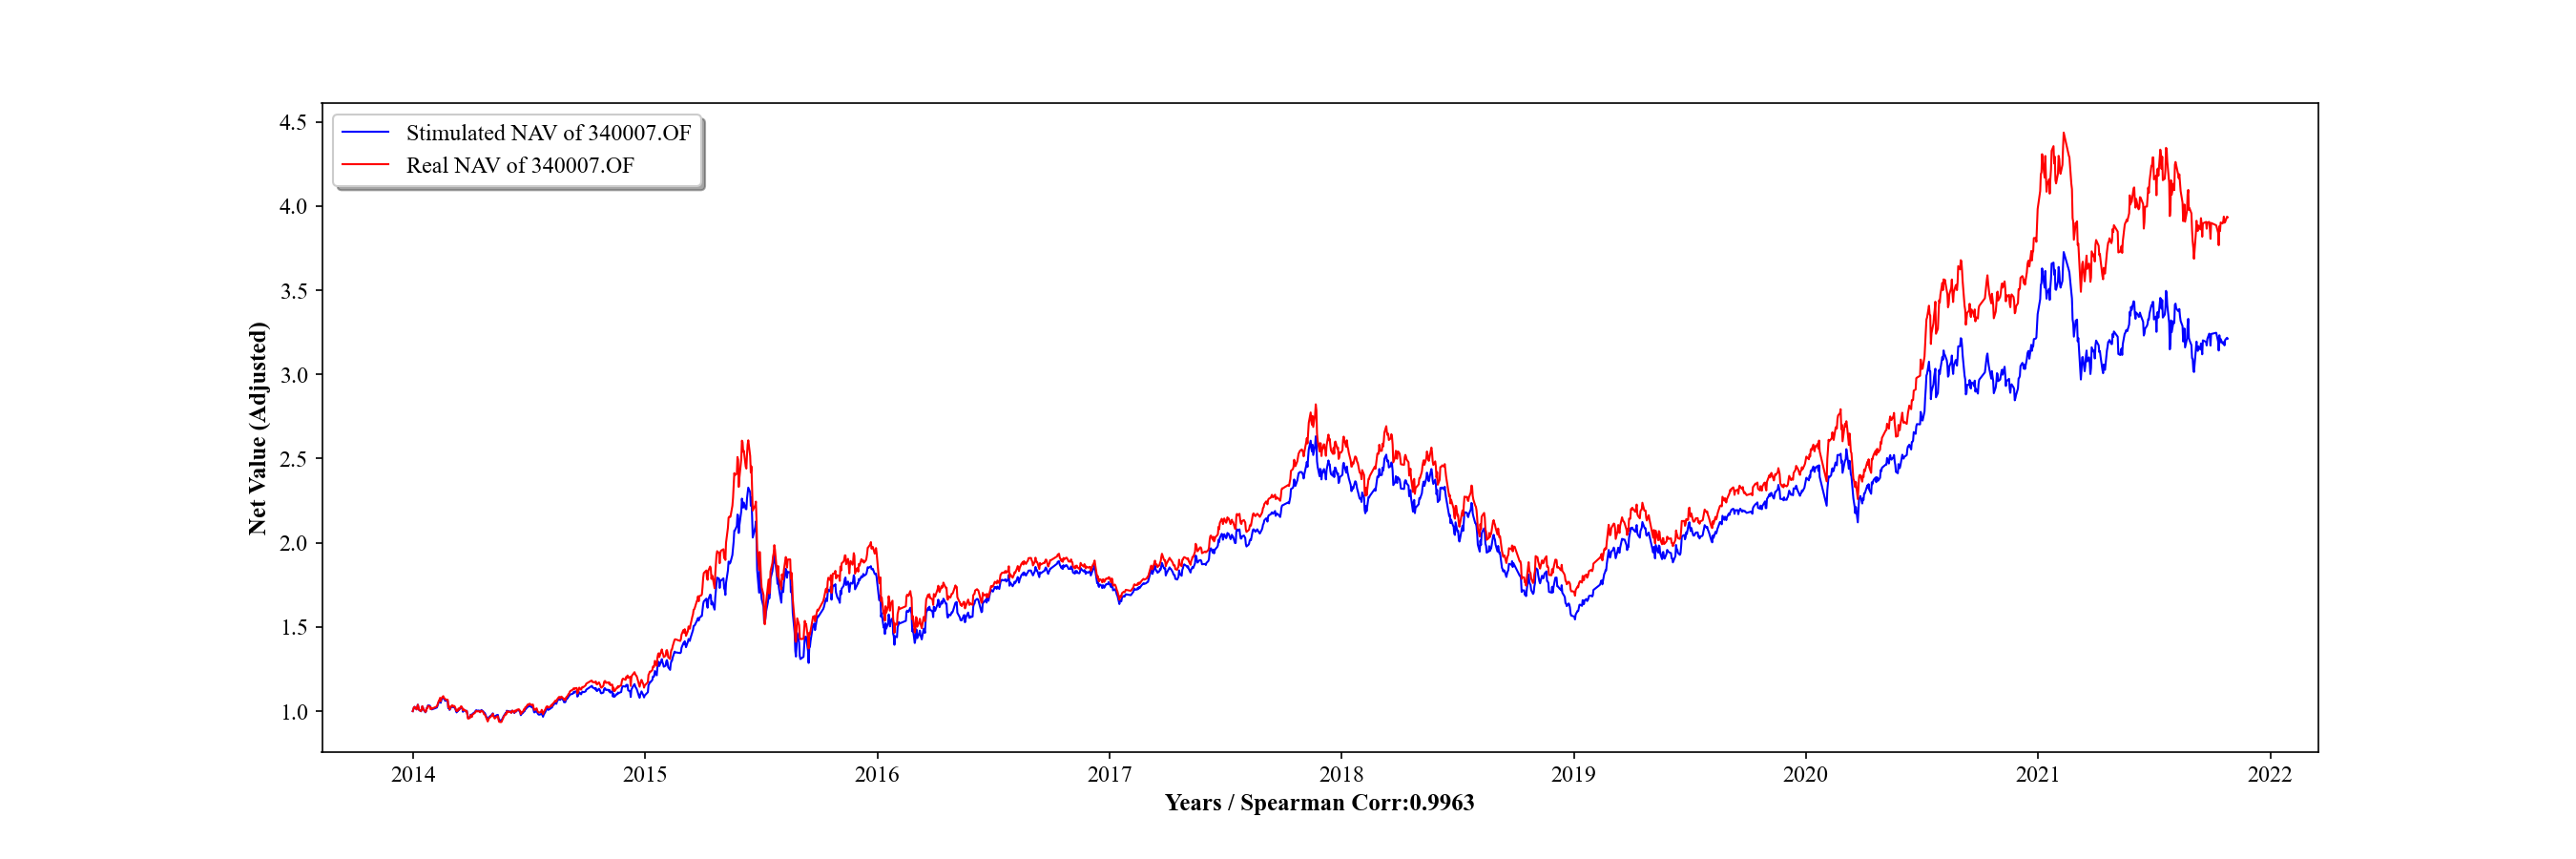 Stimulated NAV of 340007.OF
Real NAV of 340007.OF
4.5
4.0
3.5
3.0
2.5
2.0
1.5
1.0
Net Value (Adjusted)
2014 2015 2016 2017 2018 2019 2020 2021 2022
Years / Spearman Corr:0.9963